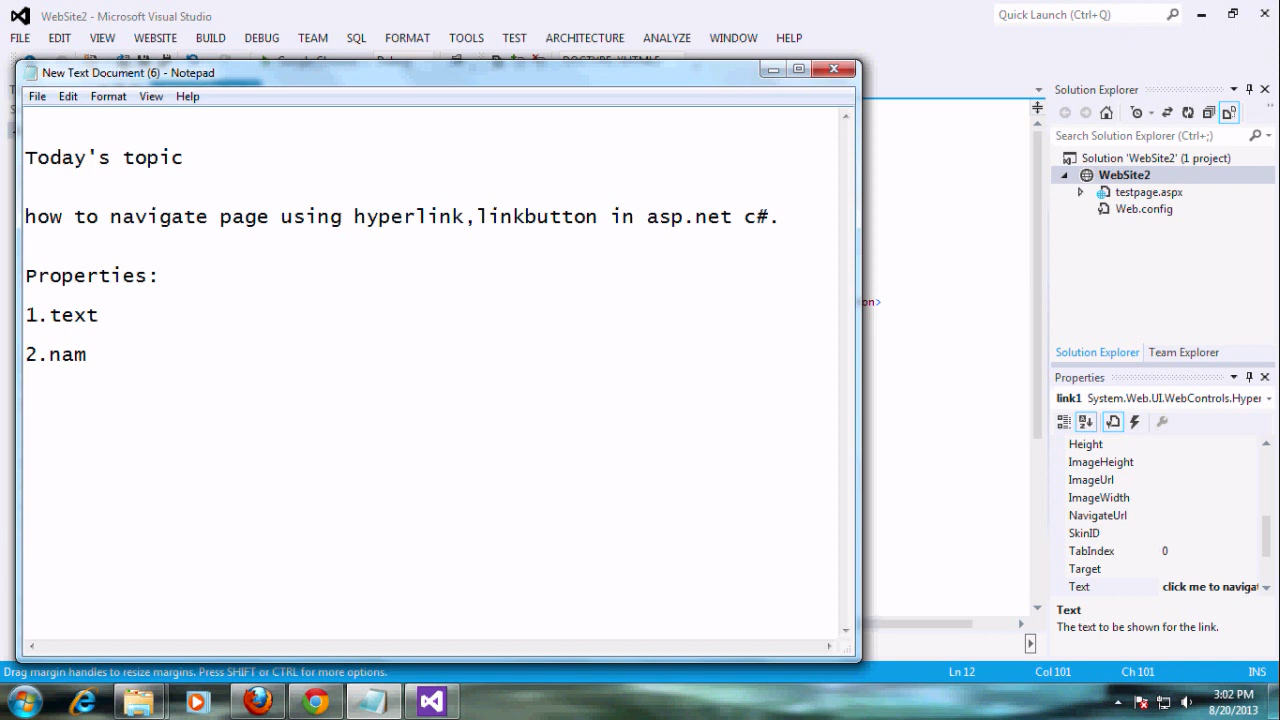 WebSite2 - Microsoft Visual Studio
Quick Launch (Ctrl+Q)
FILE EDIT VIEW WEBSITE BUILD DEBUG TEAM SQL FORMAT TOOLS TEST ARCHITECTURE ANALYZE WINDOW HELP
New Text Document (6) - Notepad
File Edit Format View Help
Today's topic
how to navigate page using hyperlink,linkbutton in asp.net c#.
Properties:
1.text
2.nam
on>
Solution Explorer
Search Solution Explorer (Ctrl+;)
Solution 'WebSite2' (1 project)
WebSite2
testpage.aspx
Web.config
Solution Explorer Team Explorer
Properties
link1 System.Web.UI.WebControls.Hyper
Height
ImageHeight
ImageUrl
ImageWidth
NavigateUrl
SkinID
TabIndex 0
Target
Text click me to navigat
Text
The text to be shown for the link.
Drag margin handles to resize margins. Press SHIFT or CTRL for more options.
Ln 12 Col 101 Ch 101 INS
3:02 PM
8/20/2013